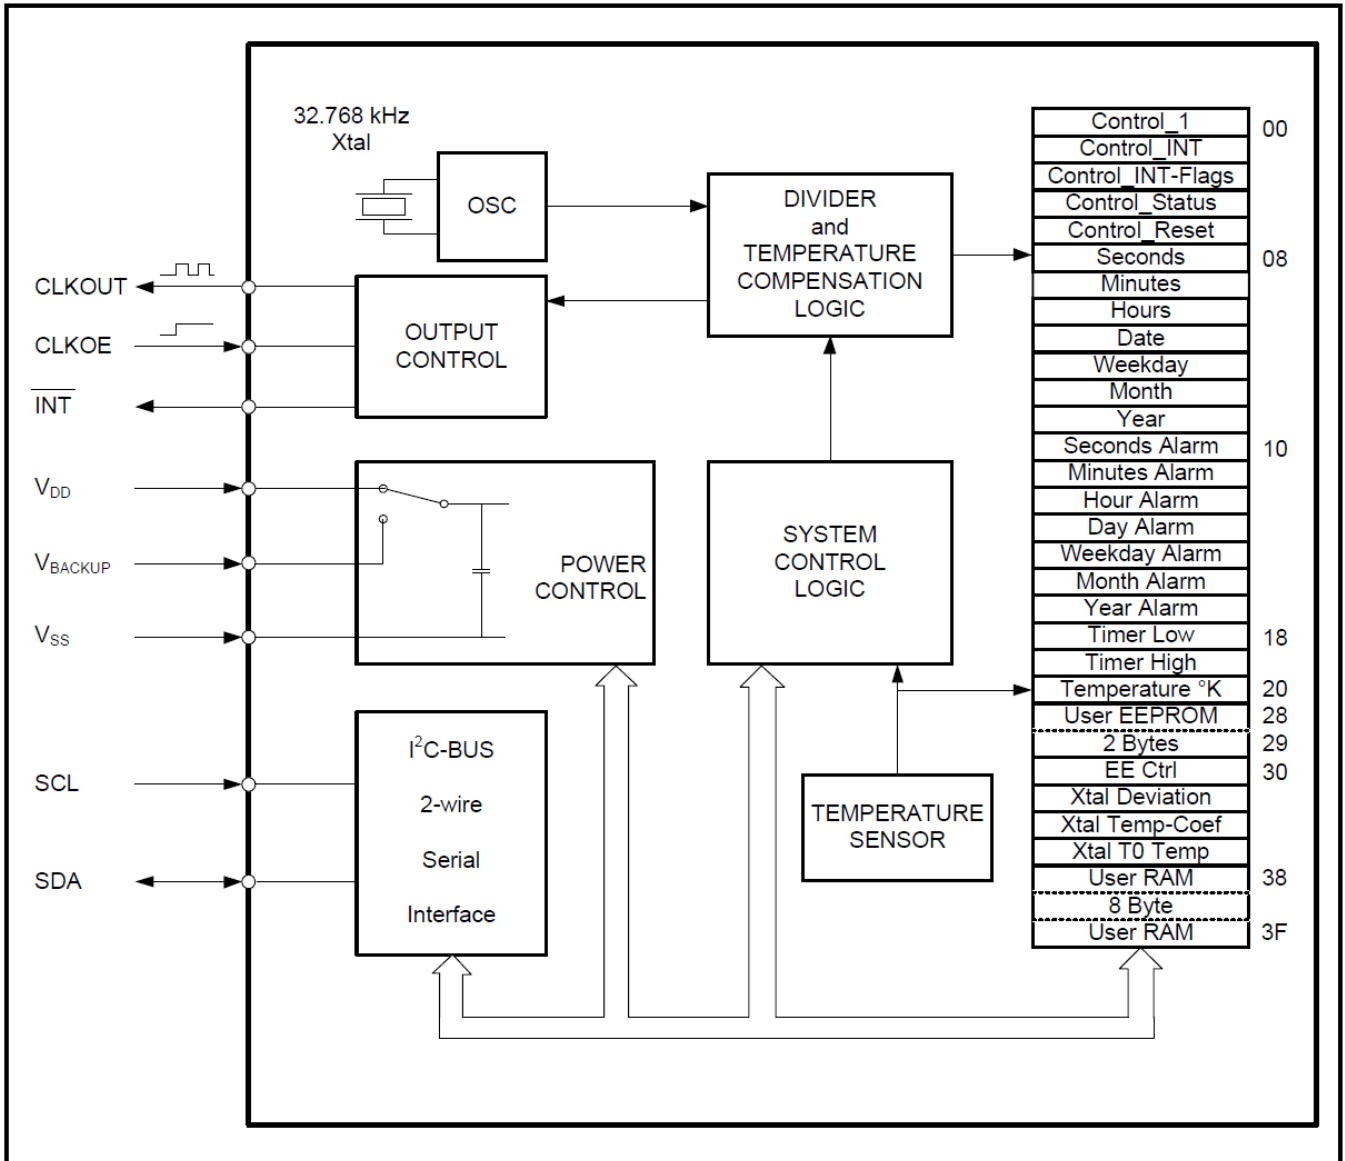 32.768 kHz
Xtal
OSC
DIVIDER
and
TEMPERATURE
COMPENSATION
LOGIC
CLKOUT
CLKOE
INT
OUTPUT
CONTROL
VDD
VBACKUP
VSS
POWER
CONTROL
SYSTEM
CONTROL
LOGIC
SCL
SDA
I2C-BUS
2-wire
Serial
Interface
TEMPERATURE
SENSOR
Control_1 00
Control_INT
Control_INT-Flags
Control_Status
Control_Reset
Seconds 08
Minutes
Hours
Date
Weekday
Month
Year
Seconds Alarm 10
Minutes Alarm
Hour Alarm
Day Alarm
Weekday Alarm
Month Alarm
Year Alarm
Timer Low 18
Timer High
Temperature °K 20
User EEPROM 28
2 Bytes 29
EE Ctrl 30
Xtal Deviation
Xtal Temp-Coef
Xtal T0 Temp
User RAM 38
8 Byte
User RAM 3F